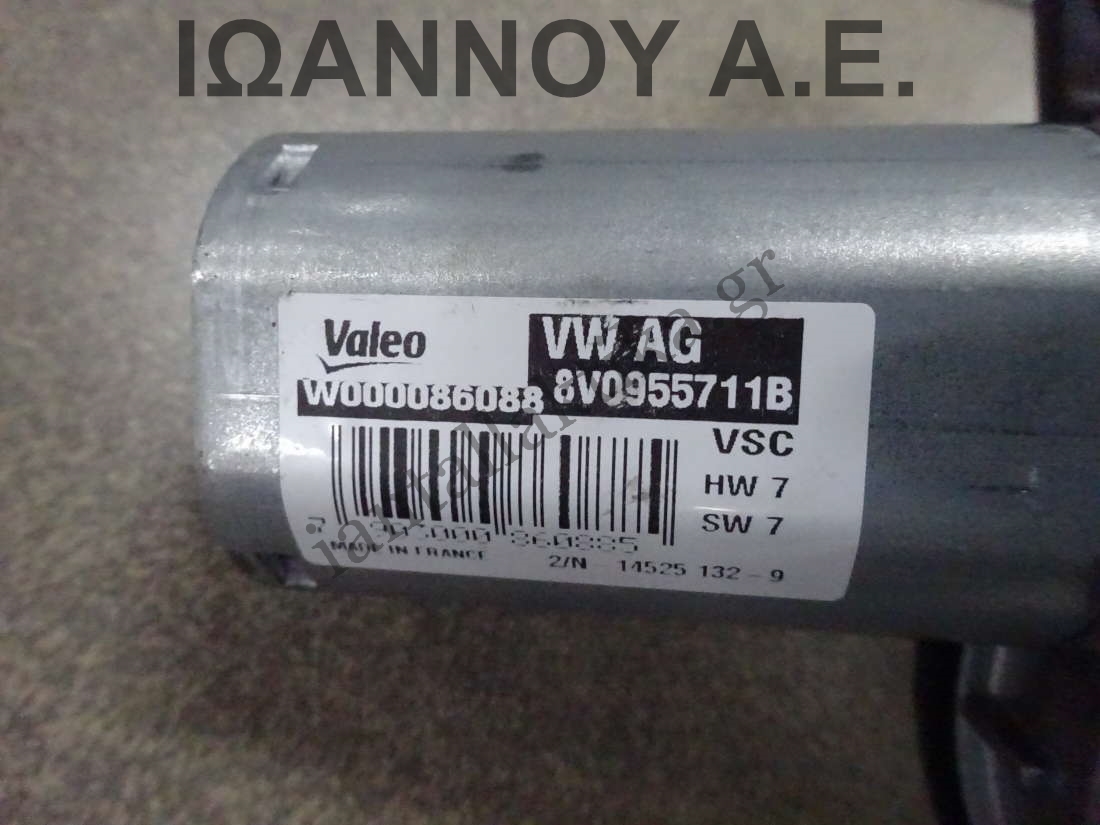 ΙΩΑΝΝΟΥ Α.Ε.
Valeo
VW AG
W000086088
8V0955711B
VSC
HW 7
SW 7
MADE IN FRANCE
2/N 14525 132-9